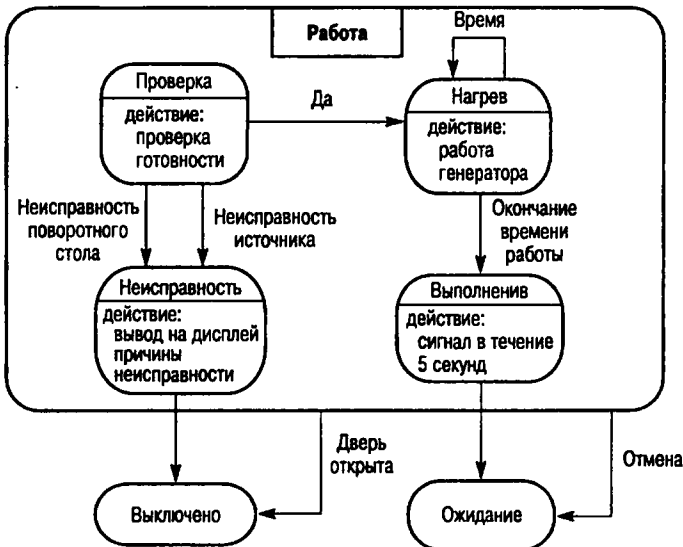 Работа
Время
Проверка
действие:
проверка
готовности
Да
Нагрев
действие:
работа
генератора
Неисправность
поворотного
стола
Неисправность
источника
Окончание
времени
работы
Неисправность
действие:
вывод на дисплей
причины
неисправности
Выполненив
действие:
сигнал в течение
5 секунд
Дверь
открыта
Отмена
Выключено
Ожидание